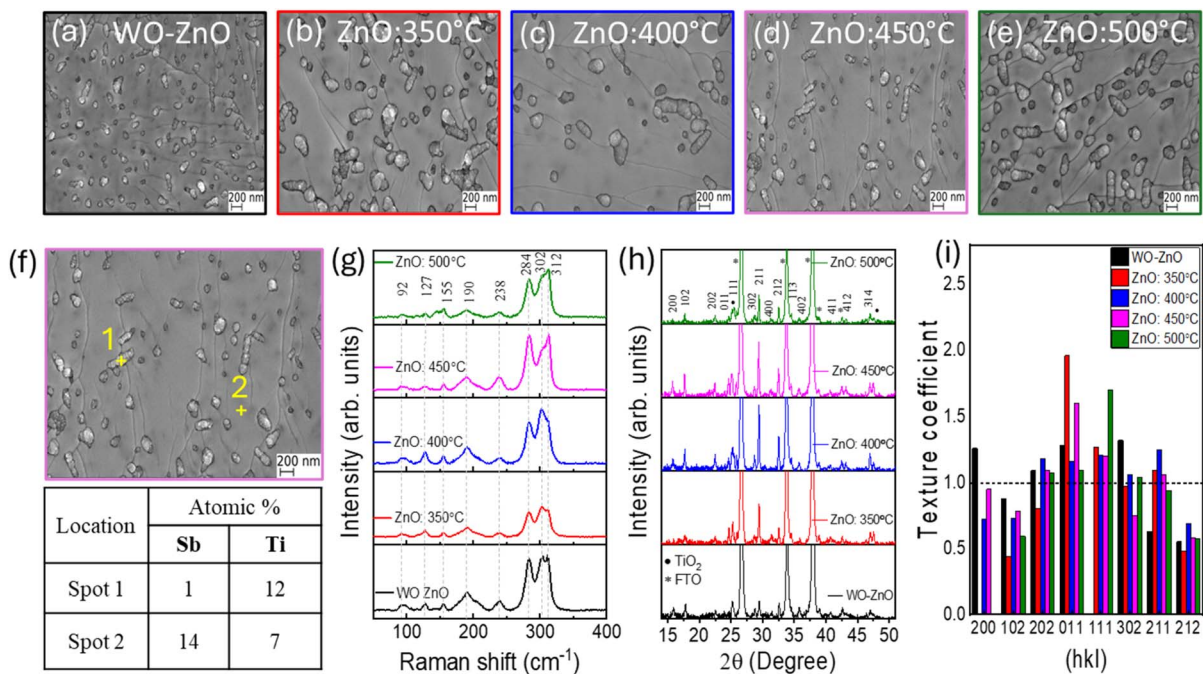 (a) WO-ZnO
200 nm
(b) ZnO:350°C
200 nm
(c) ZnO:400°C
200 nm
(d) ZnO:450°C
200 nm
(e) ZnO:500°C
200 nm
(f)
1
2
200 nm
Location Atomic %
Sb Ti
Spot 1 1 12
Spot 2 14 7
(g)
92 127 155 190 238 284 302 312
ZnO: 500°C
ZnO: 450°C
ZnO: 400°C
ZnO: 350°C
WO ZnO
Intensity (arb. units)
100 200 300 400
Raman shift (cm-1)
(h)
200 102 202 011 111 302 211 400 212 113 402 411 412 314
ZnO: 500°C
ZnO: 450°C
ZnO: 400°C
ZnO: 350°C
● TiO2
* FTO
WO-ZnO
Intensity (arb. units)
15 20 25 30 35 40 45 50
2θ (Degree)
(i)
WO-ZnO
ZnO: 350°C
ZnO: 400°C
ZnO: 450°C
ZnO: 500°C
Texture coefficient
2.0
1.5
1.0
0.5
0.0
200 102 202 011 111 302 211 212
(hkl)